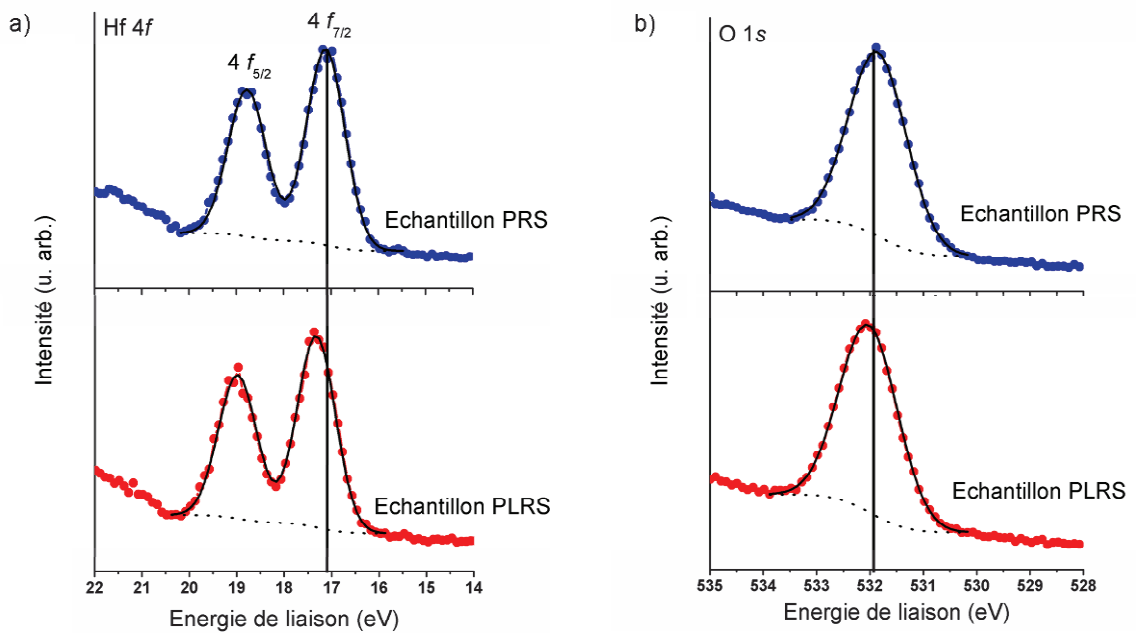 a)
Hf 4f
4 f7/2
4 f5/2
Echantillon PRS
Echantillon PLRS
Intensité (u. arb.)
22 21 20 19 18 17 16 15 14
Energie de liaison (eV)
b)
O 1s
Echantillon PRS
Echantillon PLRS
Intensité (u. arb.)
535 534 533 532 531 530 529 528
Energie de liaison (eV)